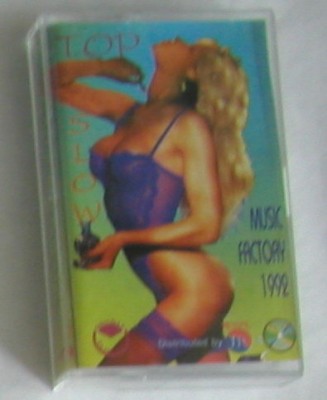 TOP
SLOW
MUSIC
FACTORY
1992
Distributed by